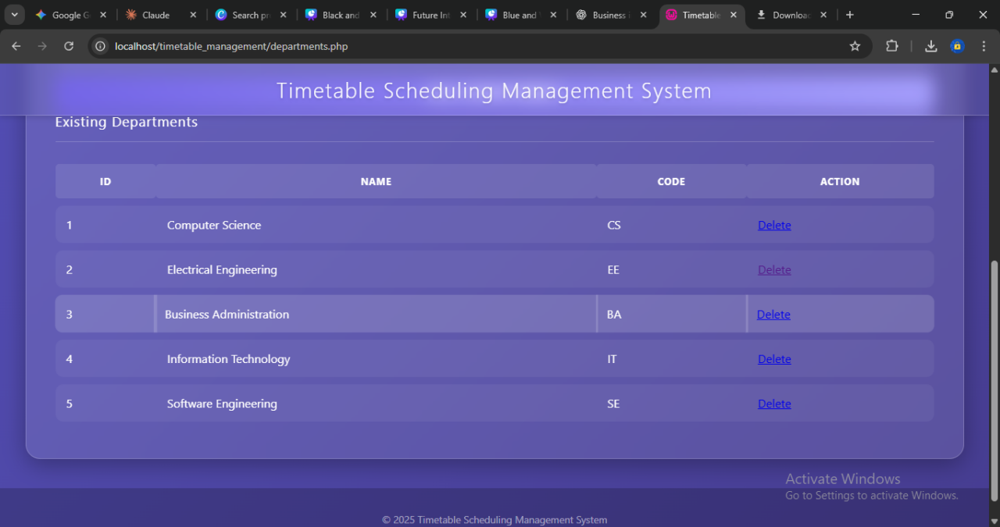 Google G
Claude
Search pr
Black and
Future Int
Blue and
Business i
Timetable
Downloac
localhost/timetable_management/departments.php
Timetable Scheduling Management System
Existing Departments
ID NAME CODE ACTION
1 Computer Science CS Delete
2 Electrical Engineering EE Delete
3 Business Administration BA Delete
4 Information Technology IT Delete
5 Software Engineering SE Delete
Activate Windows
Go to Settings to activate Windows.
© 2025 Timetable Scheduling Management System